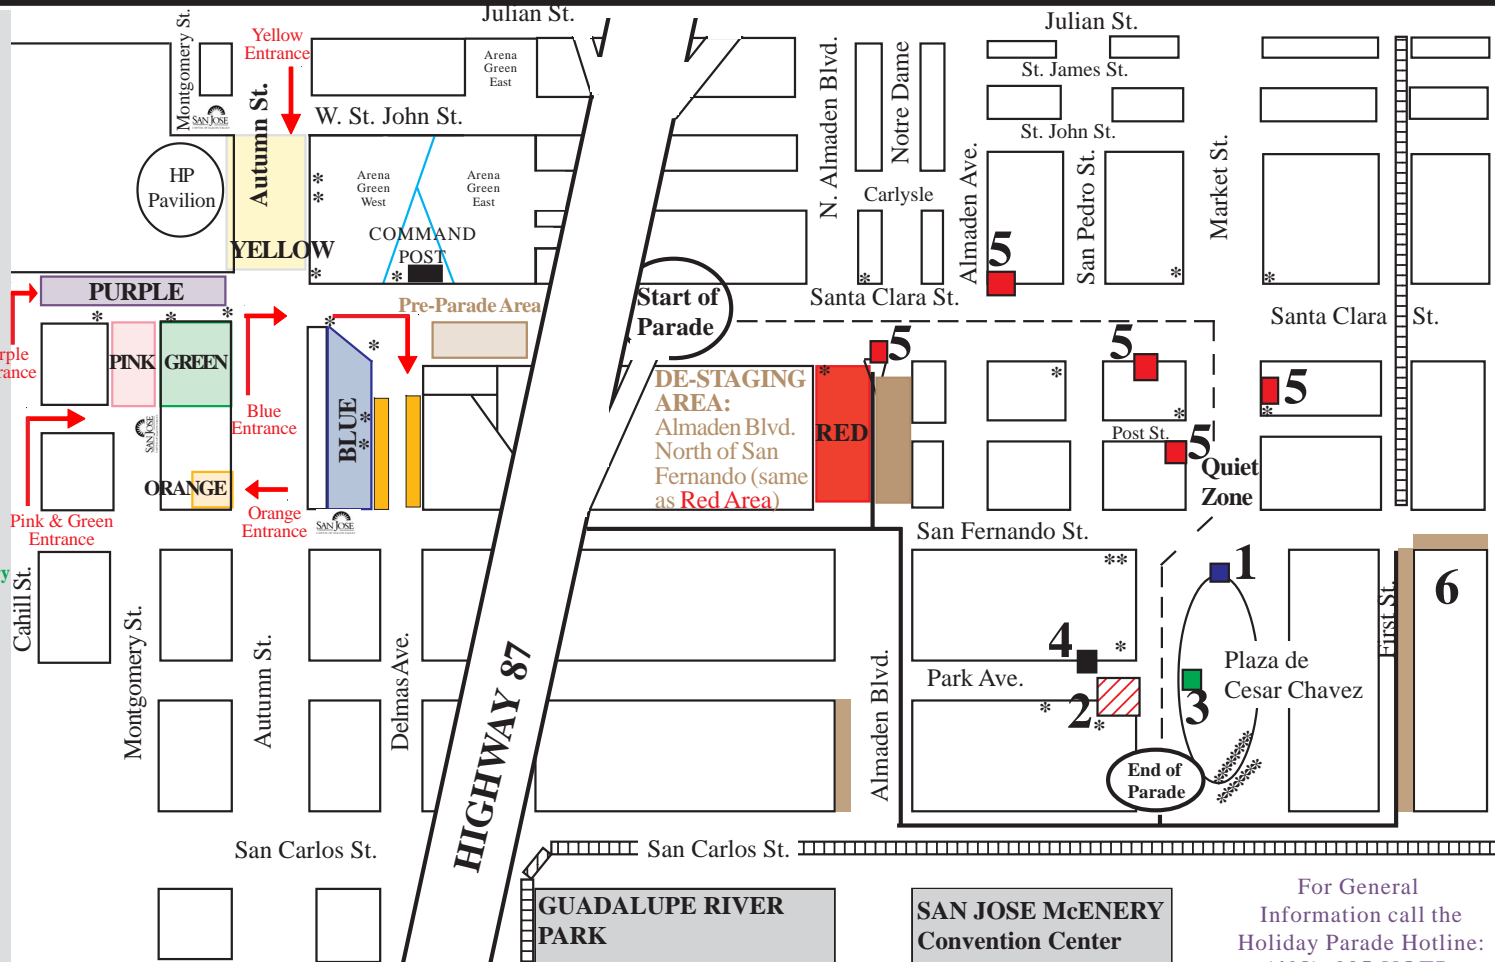 Julian St.
Julian St.
Montgomery St.
Yellow
Entrance
Arena
Green
East
N. Almaden Blvd.
Notre Dame
St. James St.
SAN JOSE
Autumn St.
W. St. John St.
St. John St.
HP
Pavilion
Arena
Green
West
Arena
Green
East
Carlysle
Almaden Ave.
San Pedro St.
Market St.
*
*
YELLOW
COMMAND
POST
*
*
5
*
*
*
PURPLE
Pre-Parade Area
Start of
Parade
Santa Clara St.
Santa Clara
St.
*
*
*
*
*
5
5
5
PINK
GREEN
Entrance
DE-STAGING
AREA:
Almaden Blvd.
North of San
Fernando (same
as Red Area)
*
*
*
*
RED
Blue
Entrance
BLUE
*
*
SAN JOSE
Post St.
5
Quiet
Zone
ORANGE
Pink & Green
Entrance
Orange
Entrance
SAN JOSE
San Fernando St.
Cahill St.
Montgomery St.
Autumn St.
Delmas Ave.
HIGHWAY 87
Almaden Blvd.
**
1
First St.
6
4
*
Park Ave.
Plaza de
Cesar Chavez
2
*
*
3
End of
Parade
San Carlos St.
San Carlos St.
GUADALUPE RIVER
PARK
SAN JOSE McENERY
Convention Center
For General
Information call the
Holiday Parade Hotline: